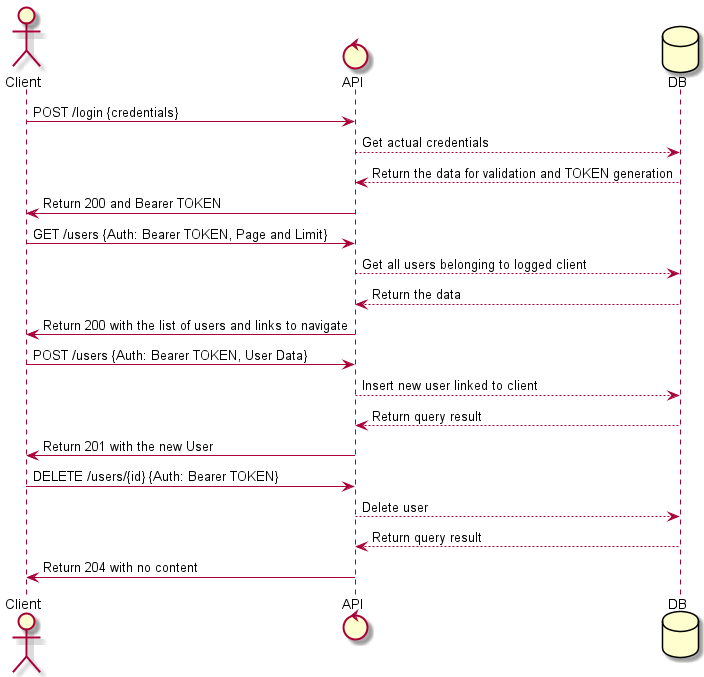 Client
API
DB
POST /login {credentials}
Get actual credentials
Return the data for validation and TOKEN generation
Return 200 and Bearer TOKEN
GET /users {Auth: Bearer TOKEN, Page and Limit}
Get all users belonging to logged client
Return the data
Return 200 with the list of users and links to navigate
POST /users {Auth: Bearer TOKEN, User Data}
Insert new user linked to client
Return query result
Return 201 with the new User
DELETE /users/{id} {Auth: Bearer TOKEN}
Delete user
Return query result
Return 204 with no content
Client
API
DB